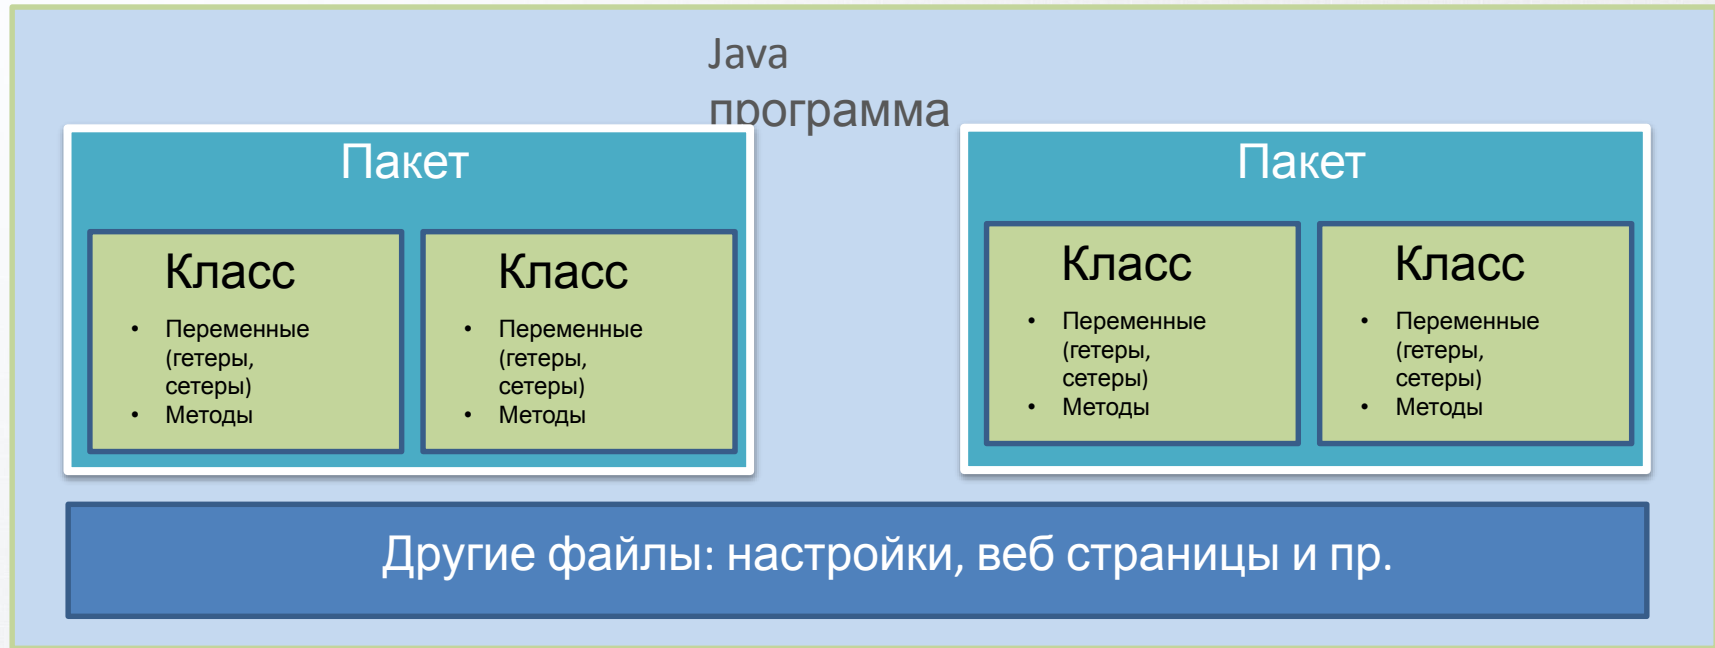 Java
программа
Пакет
Класс
• Переменные
(гетеры,
сетеры)
• Методы
Класс
• Переменные
(гетеры,
сетеры)
• Методы
Пакет
Класс
• Переменные
(гетеры,
сетеры)
• Методы
Класс
• Переменные
(гетеры,
сетеры)
• Методы
Другие файлы: настройки, веб страницы и пр.